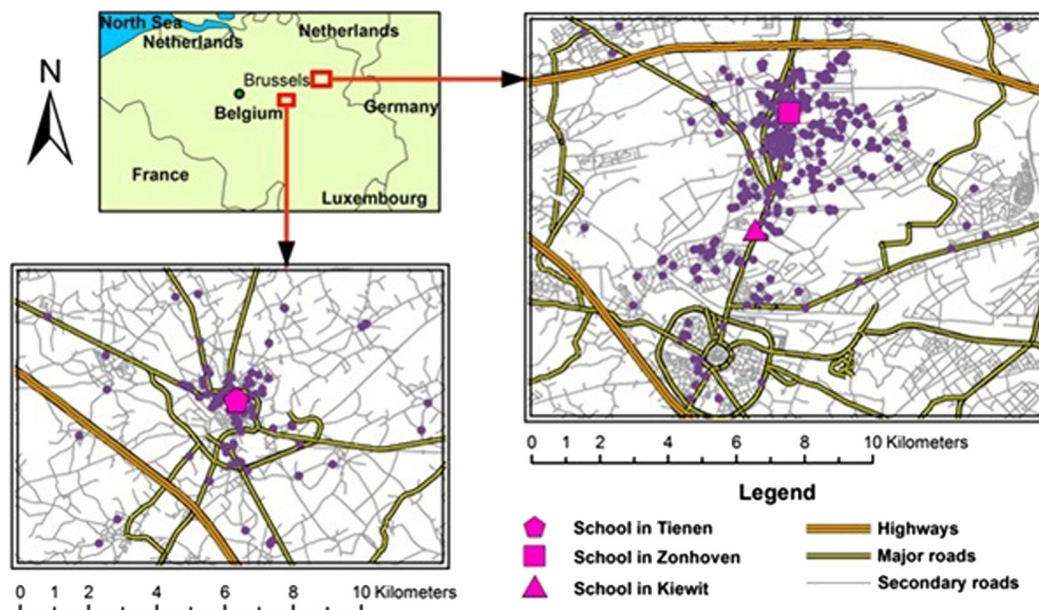 North Sea
Netherlands
Netherlands
N
Brussels
Belgium
Germany
France
Luxembourg
0 1 2 4 6 8 10 Kilometers
Legend
School in Tienen
School in Zonhoven
School in Kiewit
Highways
Major roads
Secondary roads
0 1 2 4 6 8 10 Kilometers